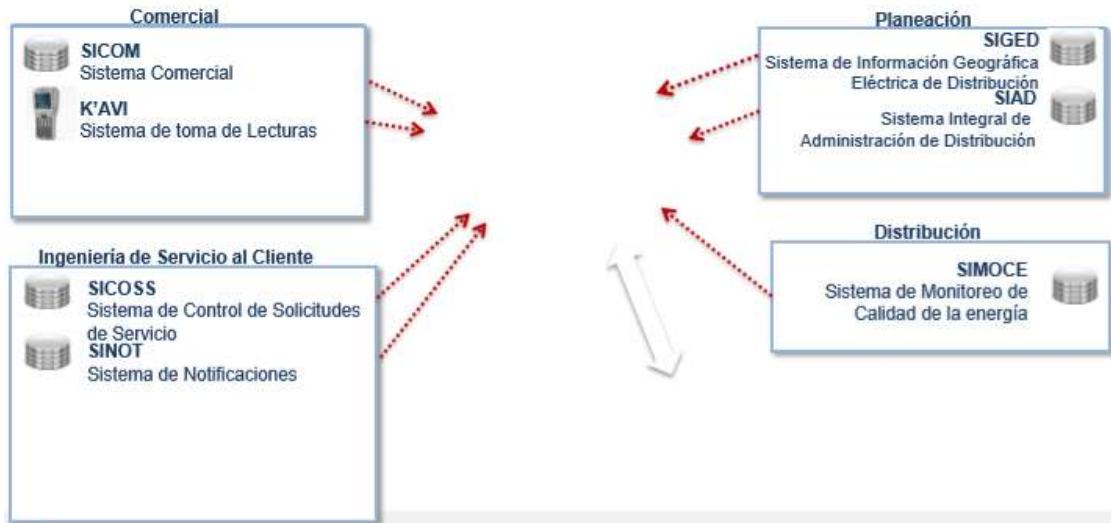 Comercial
SICOM
Sistema Comercial
K'AVI
Sistema de toma de Lecturas
Ingeniería de Servicio al Cliente
SICOSS
Sistema de Control de Solicitudes
de Servicio
SINOT
Sistema de Notificaciones
Planeación
SIGED
Sistema de Información Geográfica
Eléctrica de Distribución
SIAD
Sistema Integral de
Administración de Distribución
Distribución
SIMOCE
Sistema de Monitoreo de
Calidad de la energía